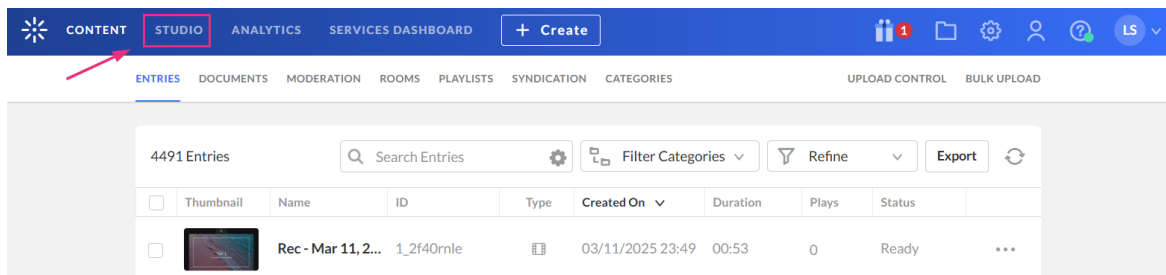 CONTENT STUDIO ANALYTICS SERVICES DASHBOARD + Create 1 ? LS
ENTRIES DOCUMENTS MODERATION ROOMS PLAYLISTS SYNDICATION CATEGORIES UPLOAD CONTROL BULK UPLOAD
4491 Entries Search Entries Filter Categories Refine Export
Thumbnail Name ID Type Created On Duration Plays Status
Rec - Mar 11, 2... 1_2f40rnle 03/11/2025 23:49 00:53 0 Ready